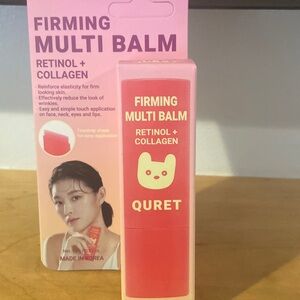 FIRMING
MULTI BALM
RETINOL +
COLLAGEN
-Reinforce elasticity for firm
looking skin.
-Effectively reduce the look of
wrinkles.
-Easy and simple touch application
on face, neck, eyes and lips.
MADE IN KOREA
FIRMING
MULTI BALM
RETINOL +
COLLAGEN
QURET